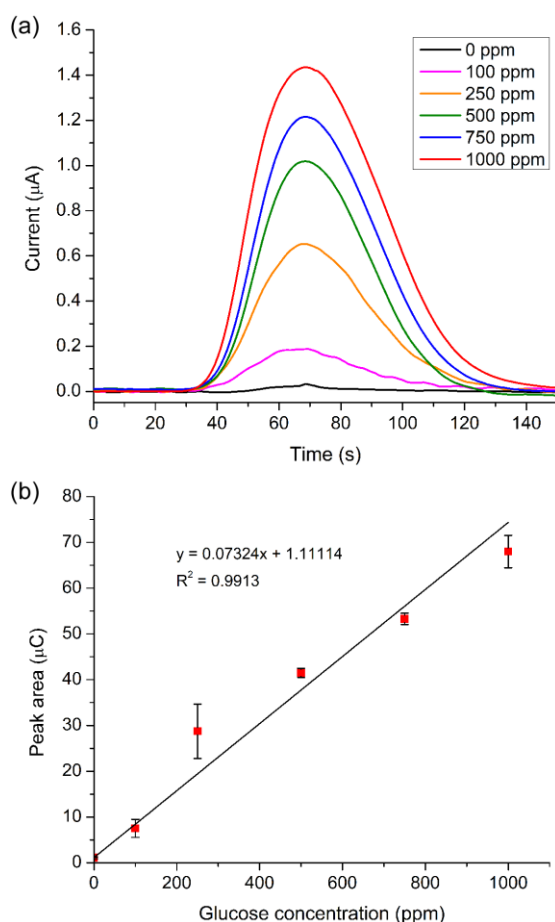 (a)
1.6
1.4
1.2
1.0
0.8
0.6
0.4
0.2
0.0
Current (μA)
0 ppm
100 ppm
250 ppm
500 ppm
750 ppm
1000 ppm
0 20 40 60 80 100 120 140
Time (s)
(b)
80
70
60
50
40
30
20
10
0
Peak area (μC)
y = 0.07324x + 1.11114
R² = 0.9913
0 200 400 600 800 1000
Glucose concentration (ppm)